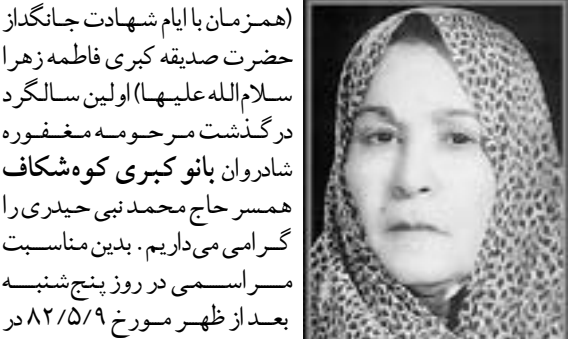 (همزمان با ایام شهادت جانگداز
حضرت صدیقه کبری فاطمه زهرا
سلام‌الله علیها) اولین سالگرد
درگذشت مرحومه مغفوره
شادروان بانو کبری کوه‌شکاف
همسر حاج محمدنبی حیدری را
گرامی می‌داریم. بدین مناسبت
مراسمی در روز پنج‌شنبه
بعد از ظهر مورخ ۸۲/۵/۹ در